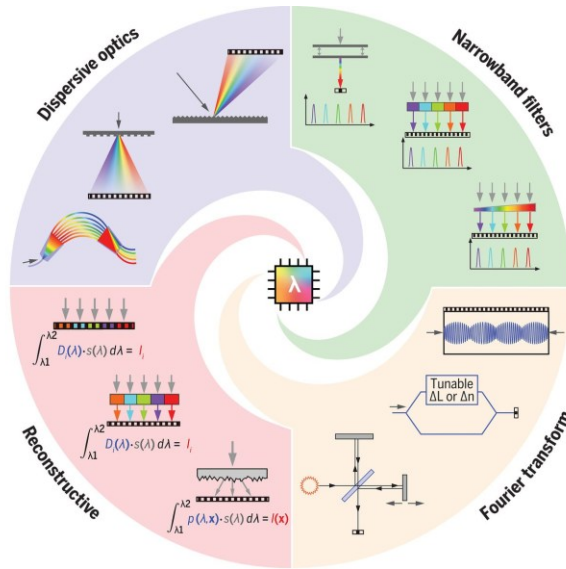 Dispersive optics
Narrowband filters
λ
∫λ1λ2 Di(λ)·s(λ) dλ = Ii
∫λ1λ2 Di(λ)·s(λ) dλ = Ii
∫λ1λ2 p(λ,x)·s(λ) dλ = I(x)
Reconstructive
Tunable
ΔL or Δn
Fourier transform